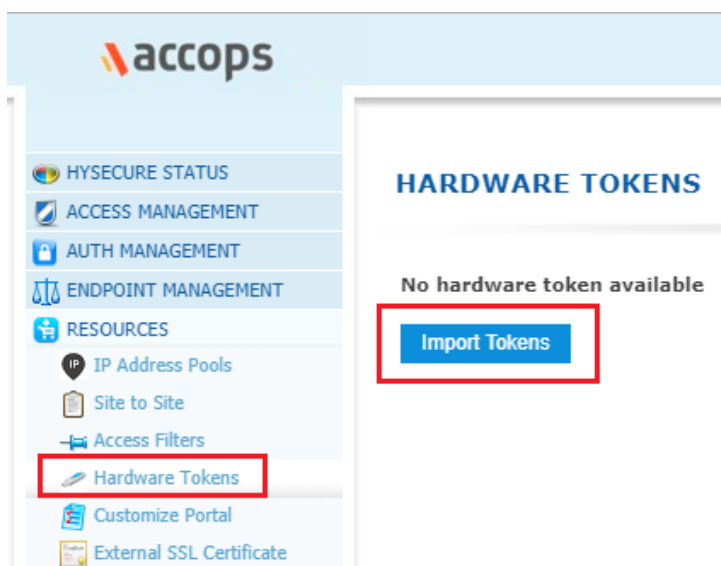 accops
HYSECURE STATUS
ACCESS MANAGEMENT
AUTH MANAGEMENT
ENDPOINT MANAGEMENT
RESOURCES
IP
IP Address Pools
Site to Site
Access Filters
Hardware Tokens
Customize Portal
External SSL Certificate
HARDWARE TOKENS
No hardware token available
Import Tokens